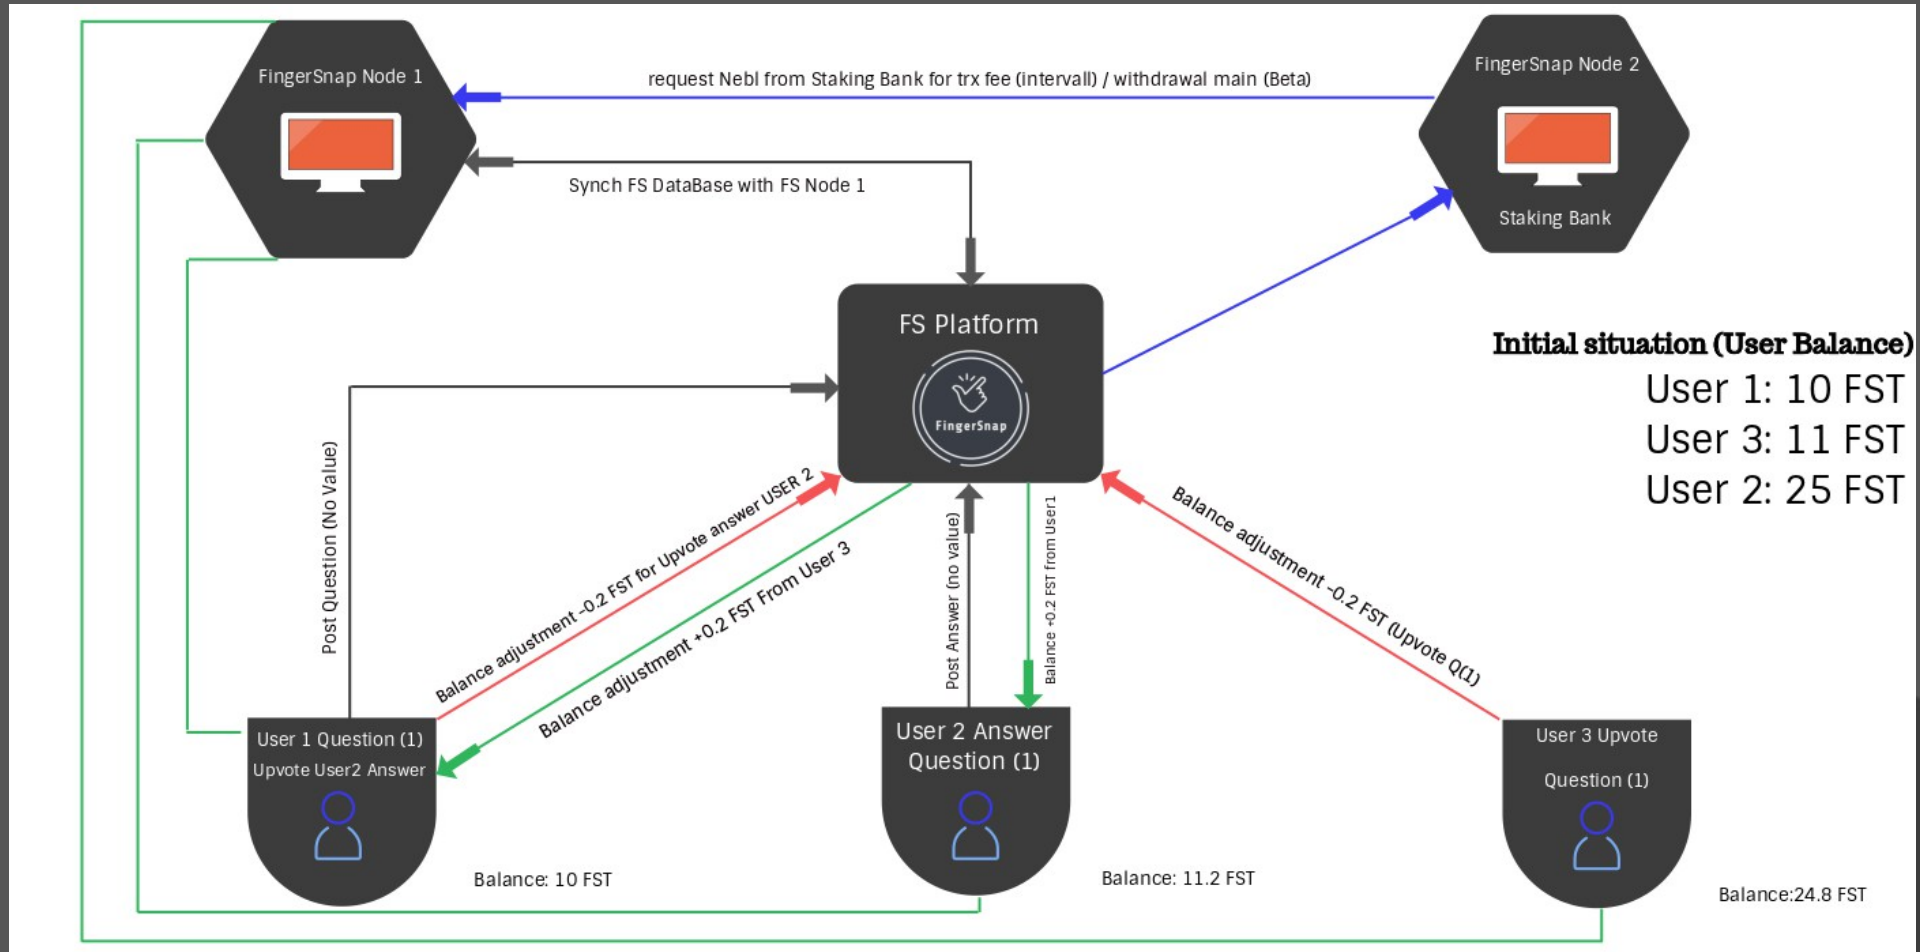 FingerSnap Node 1
request Nebl from Staking Bank for trx fee (intervall) / withdrawal main (Beta)
FingerSnap Node 2
Staking Bank
Synch FS DataBase with FS Node 1
FS Platform
FingerSnap
Initial situation (User Balance)
User 1: 10 FST
User 3: 11 FST
User 2: 25 FST
Post Question (No Value)
Balance adjustment -0.2 FST for Upvote answer USER 2
Balance adjustment +0.2 FST From User 3
Post Answer (no value)
Balance +0.2 FST from User1
Balance adjustment -0.2 FST (Upvote Q(1)
User 1 Question (1)
Upvote User2 Answer
Balance: 10 FST
User 2 Answer
Question (1)
Balance: 11.2 FST
User 3 Upvote
Question (1)
Balance:24.8 FST